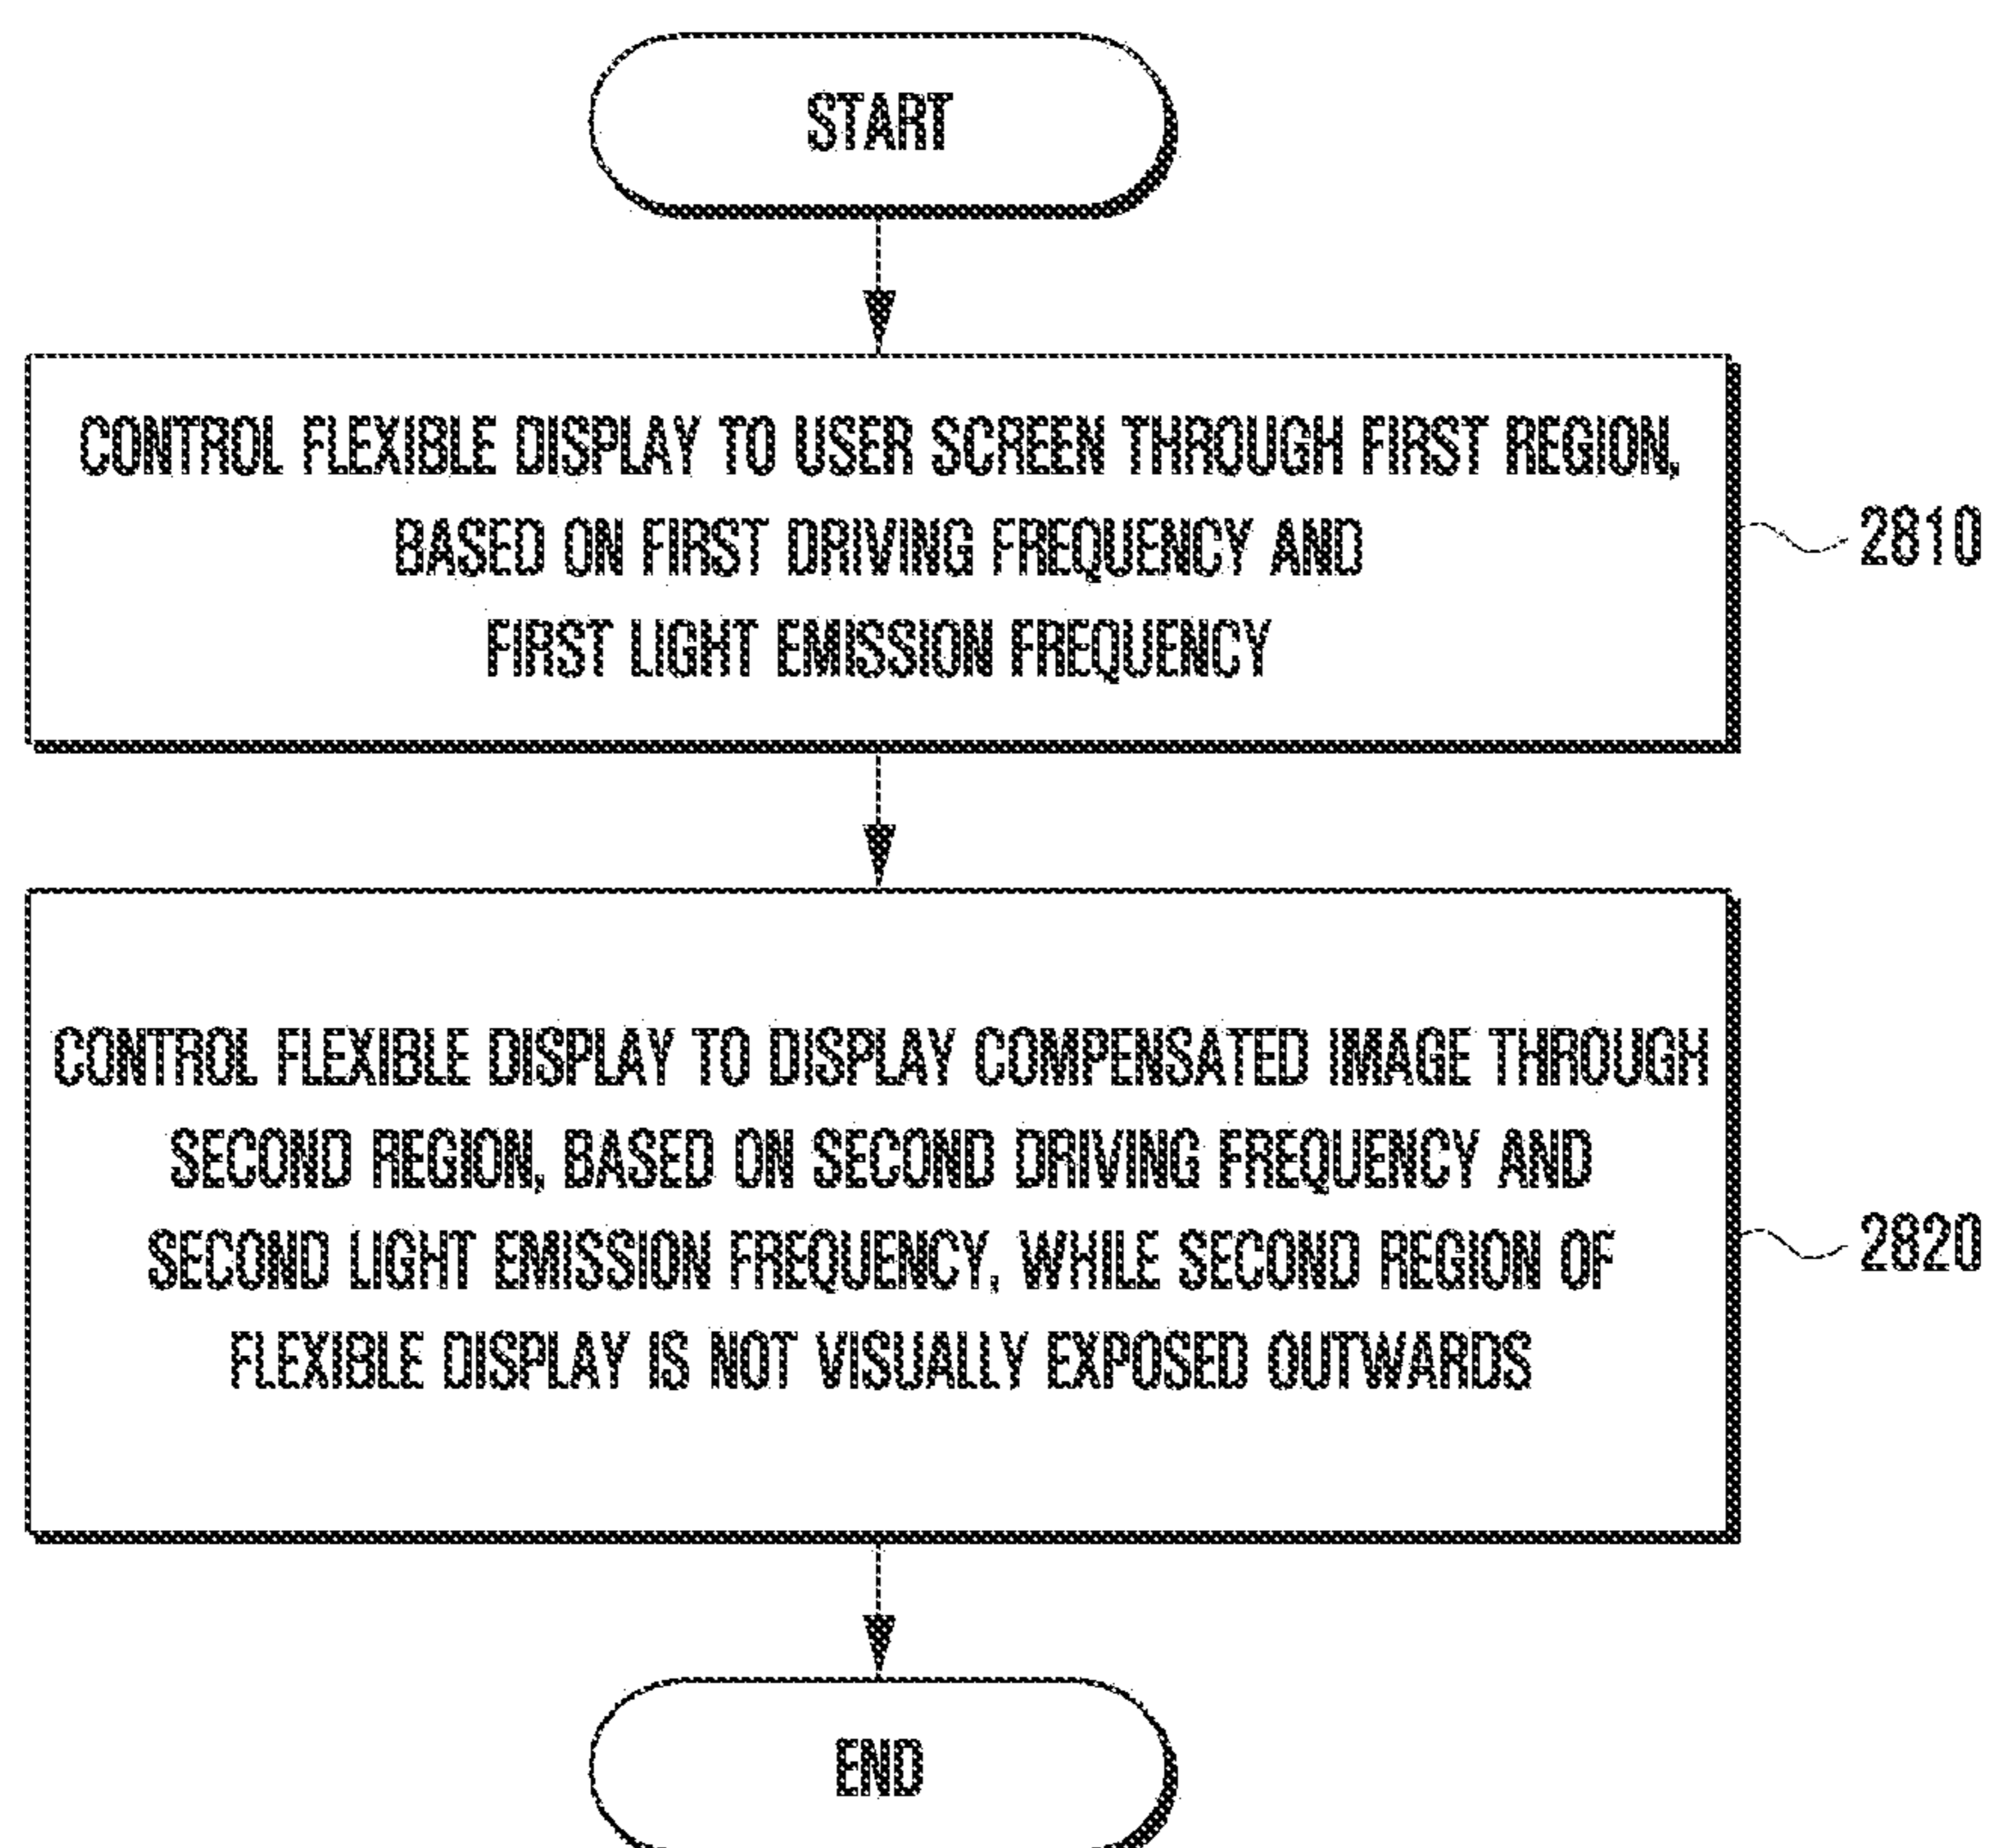 START
CONTROL FLEXIBLE DISPLAY TO USER SCREEN THROUGH FIRST REGION,
BASED ON FIRST DRIVING FREQUENCY AND
FIRST LIGHT EMISSION FREQUENCY
2810
CONTROL FLEXIBLE DISPLAY TO DISPLAY COMPENSATED IMAGE THROUGH
SECOND REGION, BASED ON SECOND DRIVING FREQUENCY AND
SECOND LIGHT EMISSION FREQUENCY, WHILE SECOND REGION OF
FLEXIBLE DISPLAY IS NOT VISUALLY EXPOSED OUTWARDS
2820
END